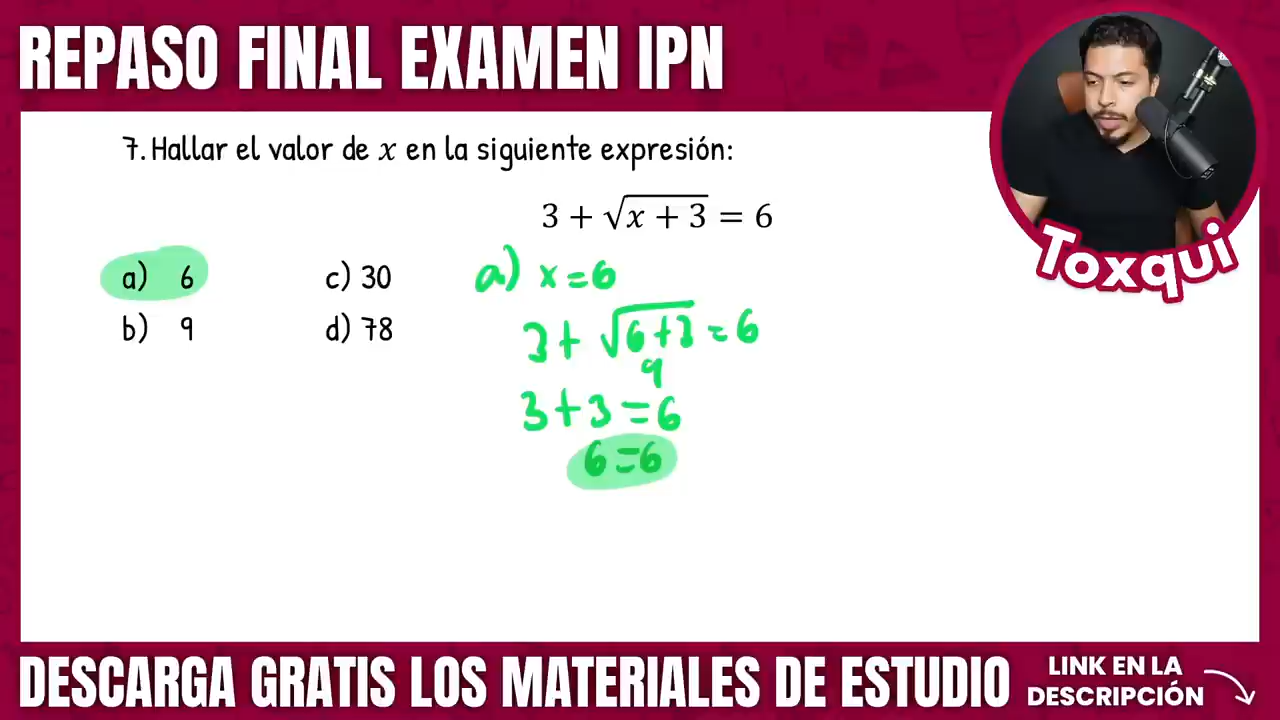 REPASO FINAL EXAMEN IPN
7. Hallar el valor de x en la siguiente expresión:
3 + √(x + 3) = 6
a) 6
c) 30
b) 9
d) 78
a) x = 6
3 + √(6+3) = 6
9
3 + 3 = 6
6 = 6
Toxqui
DESCARGA GRATIS LOS MATERIALES DE ESTUDIO
LINK EN LA
DESCRIPCIÓN